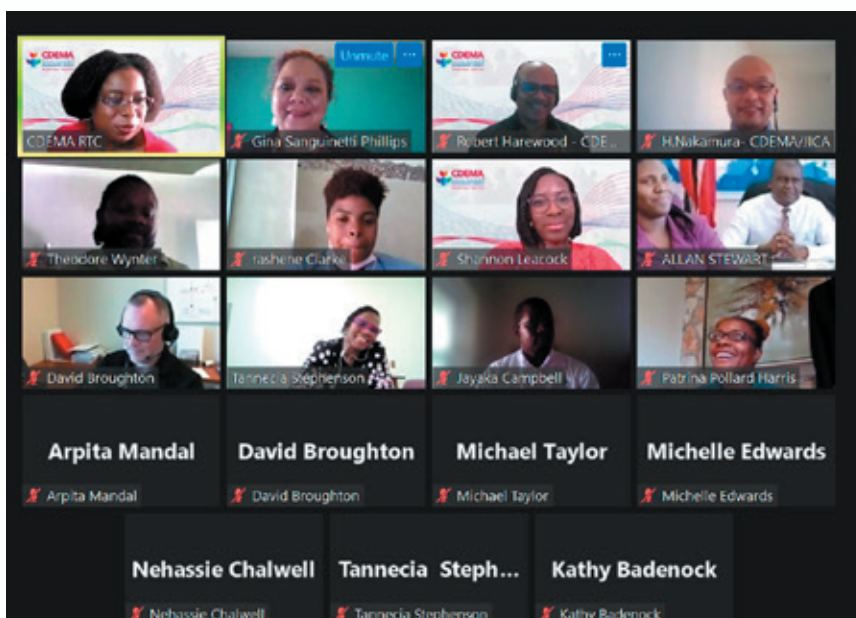 CDEMA
CDEMA RTC
Unmute ...
Gina Sanguinetti Phillips
CDEMA
...
Robert Harewood - CDE...
H.Nakamura- CDEMA/JICA
Theodore Wynter
rashene Clarke
CDEMA
Shannon Leacock
ALLAN STEWART
David Broughton
Tannecia Stephenson
Jayaka Campbell
Patrina Pollard Harris
Arpita Mandal
Arpita Mandal
David Broughton
David Broughton
Michael Taylor
Michael Taylor
Michelle Edwards
Michelle Edwards
Nehassie Chalwell
Nehassie Chalwell
Tannecia Steph...
Tannecia Stephenson
Kathy Badenock
Kathy Badenock